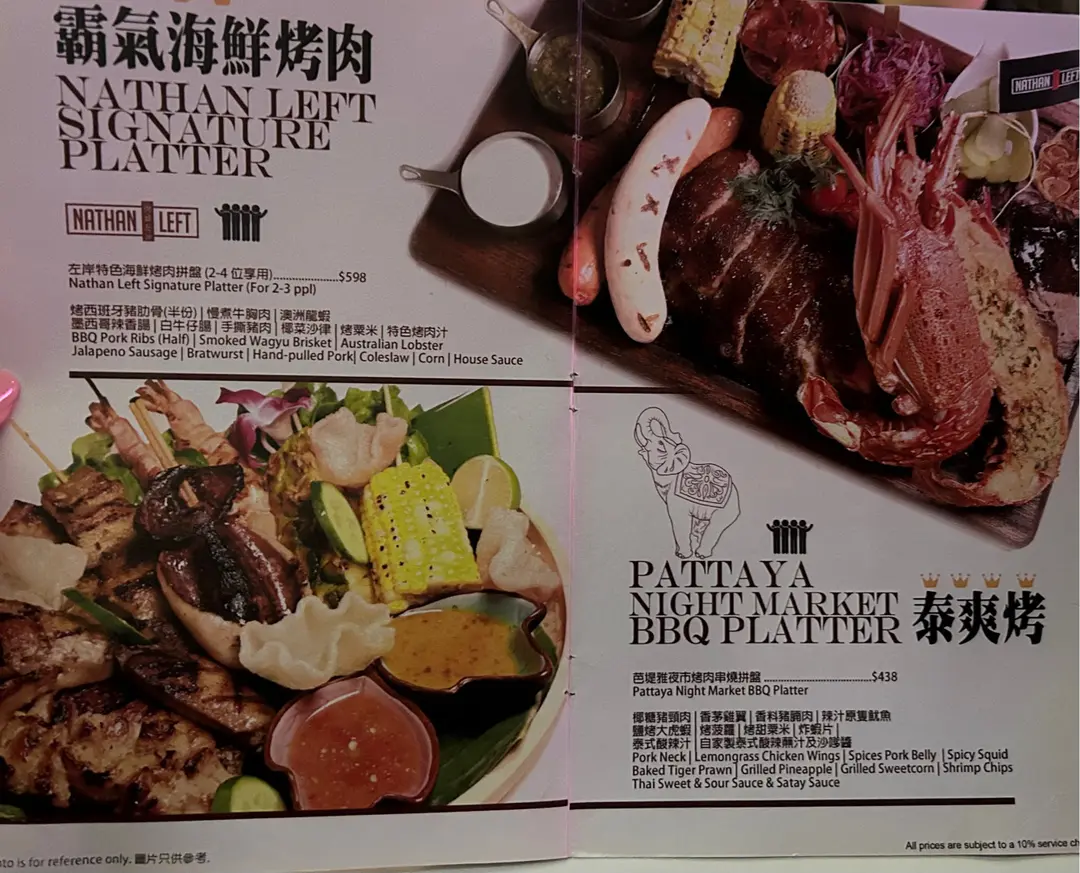 霸氣海鮮烤肉
NATHAN LEFT
SIGNATURE
PLATTER
NATHAN LEFT
左岸特色海鮮烤肉拼盤 (2-4 位享用).....................$598
Nathan Left Signature Platter (For 2-3 ppl)
烤西班牙豬肋骨(半份) | 慢煮牛胸肉 | 澳洲龍蝦
墨西哥辣香腸 | 白牛仔腸 | 手撕豬肉 | 椰菜沙律 | 烤粟米 | 特色烤肉汁
BBQ Pork Ribs (Half) | Smoked Wagyu Brisket | Australian Lobster
Jalapeno Sausage | Bratwurst | Hand-pulled Pork| Coleslaw | Corn | House Sauce
NATHAN LEFT
PATTAYA
NIGHT MARKET
BBQ PLATTER 泰爽烤
芭堤雅夜市烤肉串燒拼盤 ...................................$438
Pattaya Night Market BBQ Platter
椰糖豬頸肉 | 香茅雞翼 | 香料豬腩肉 | 辣汁原隻魷魚
鹽烤大虎蝦 | 烤菠蘿 | 烤甜粟米 | 炸蝦片 |
泰式酸辣汁 | 自家製泰式酸辣蘸汁及沙嗲醬
Pork Neck | Lemongrass Chicken Wings | Spices Pork Belly | Spicy Squid
Baked Tiger Prawn | Grilled Pineapple | Grilled Sweetcorn | Shrimp Chips
Thai Sweet & Sour Sauce & Satay Sauce
to is for reference only. 圖片只供參考.
All prices are subject to a 10% service ch